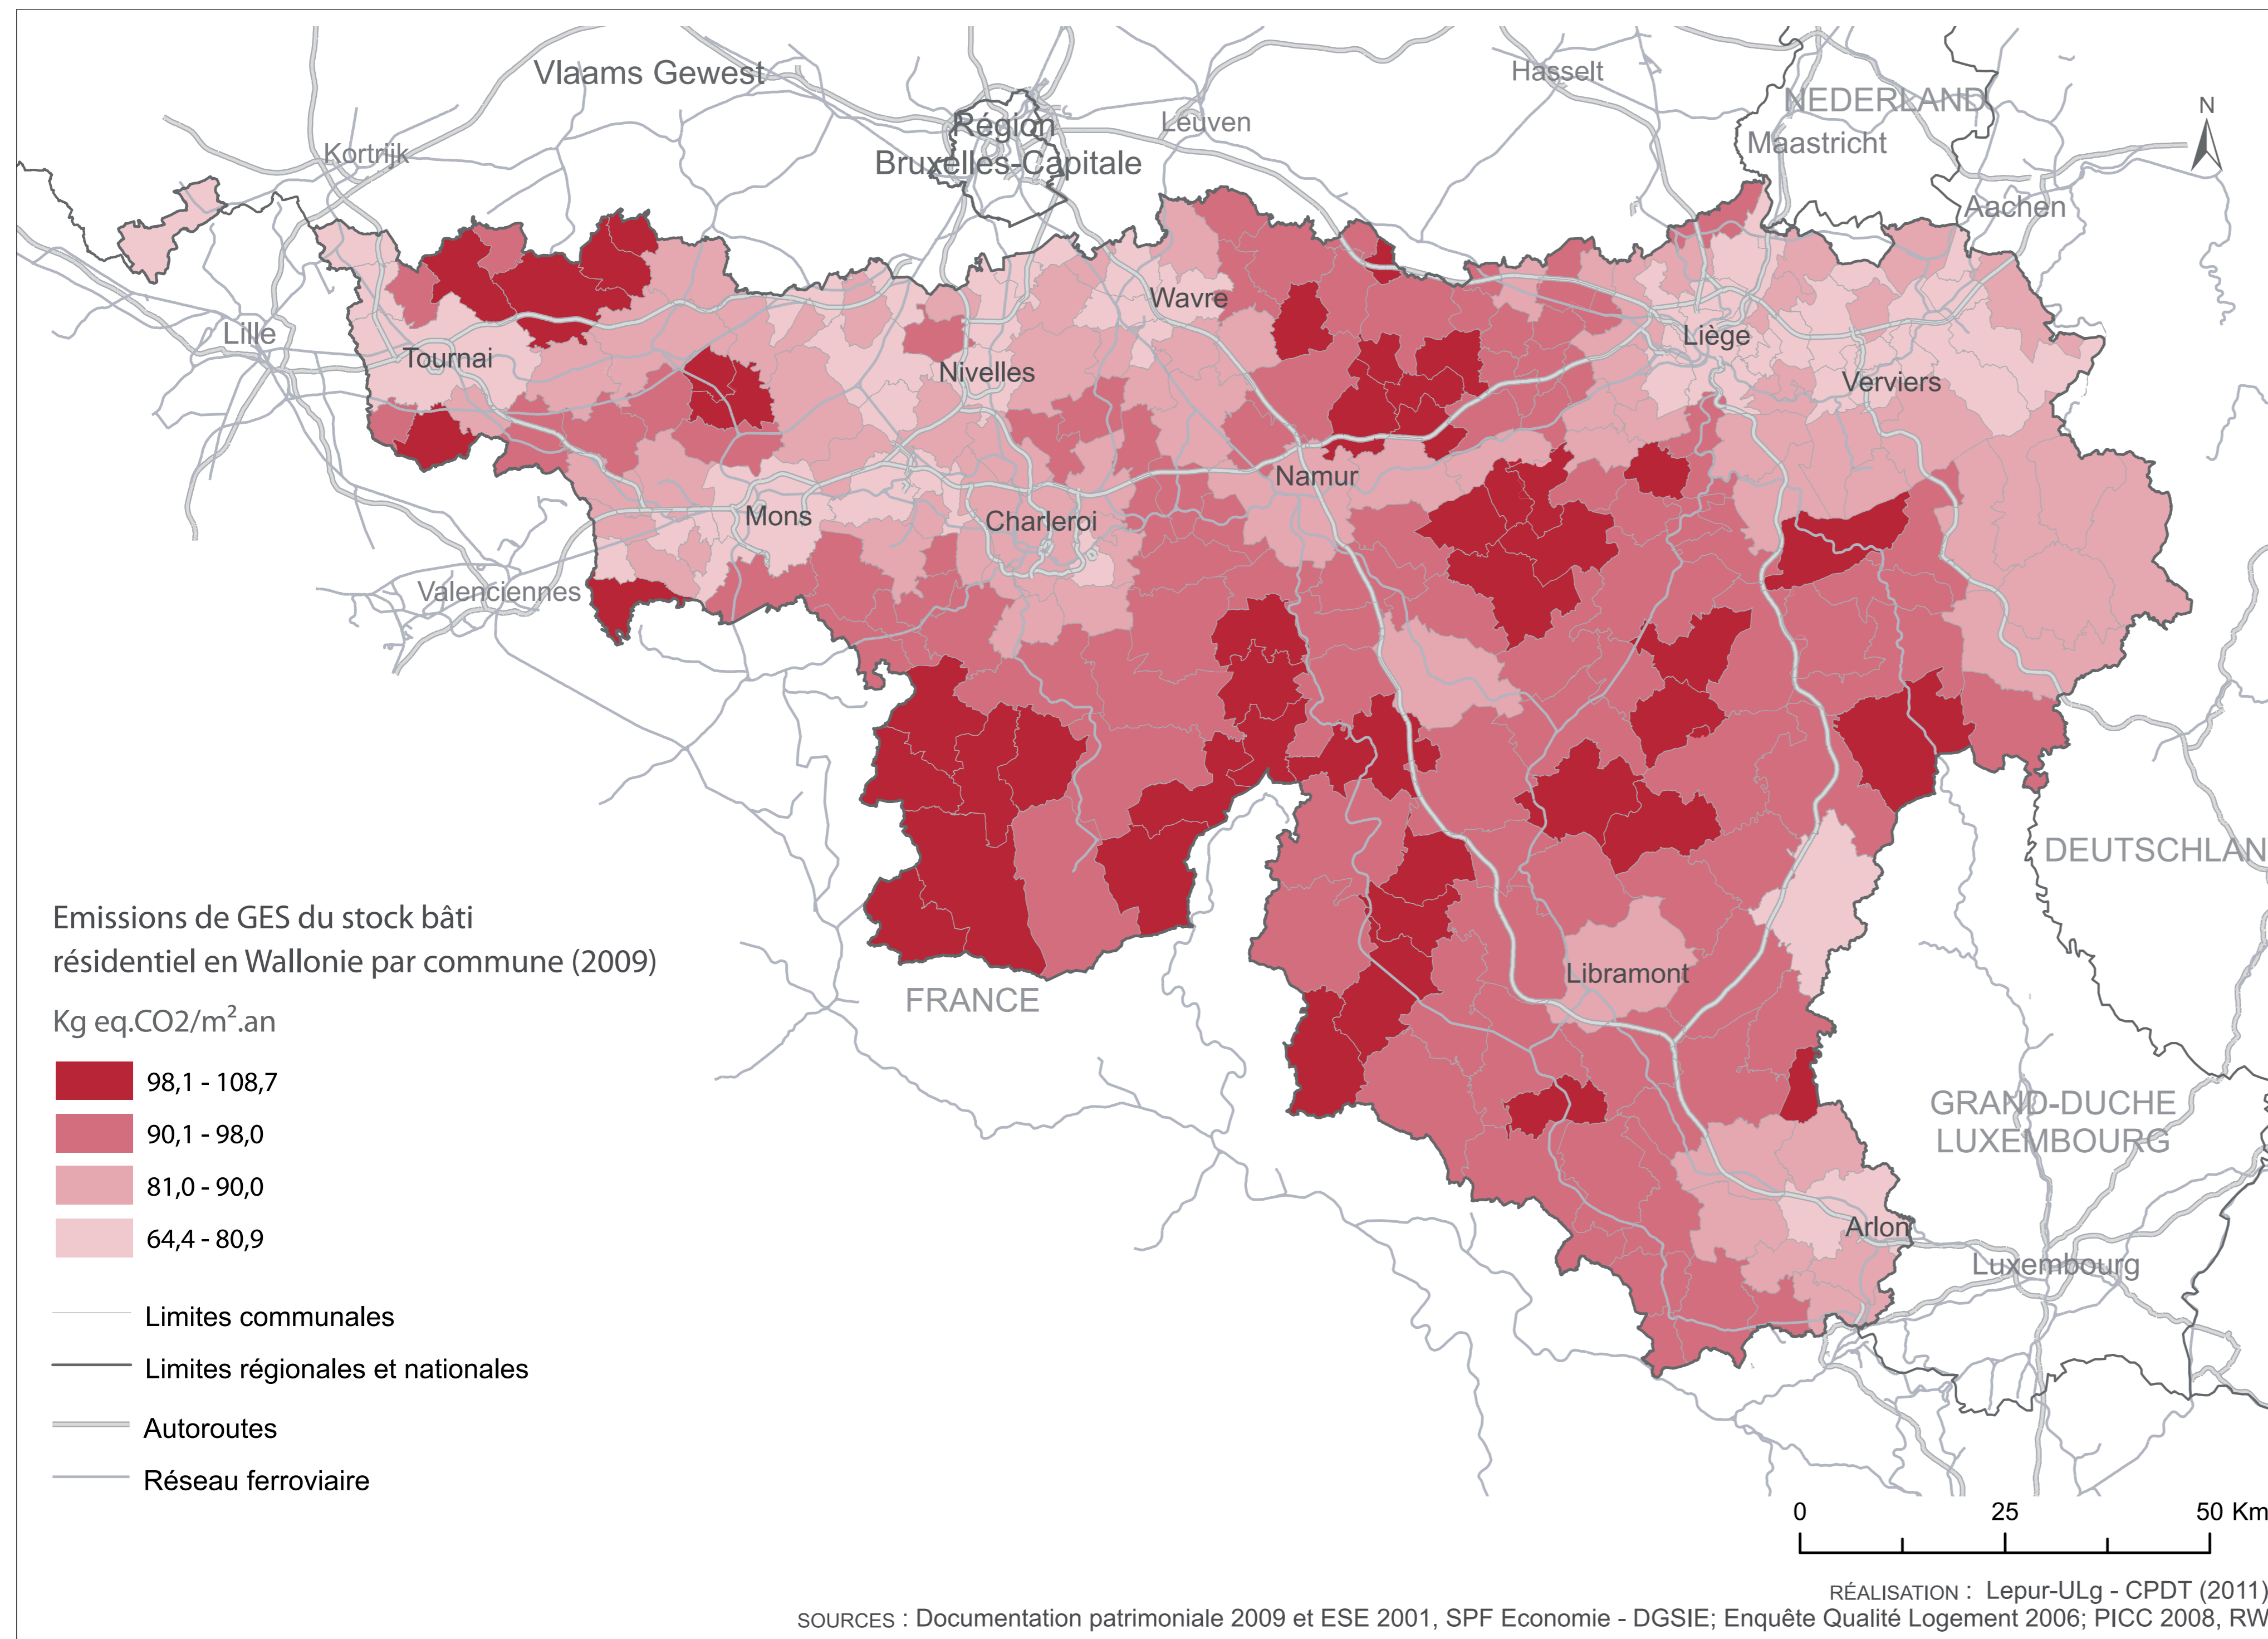 Vlaams Gewest
Hasselt
NEDERLAND
N
Région
Bruxelles-Capitale
Leuven
Maastricht
Kortrijk
Aachen
Wavre
Lille
Tournai
Nivelles
Liège
Verviers
Namur
Mons
Charleroi
Valenciennes
DEUTSCHLAN
Emissions de GES du stock bâti
résidentiel en Wallonie par commune (2009)
FRANCE
Libramont
Kg eq.CO2/m².an
98,1 - 108,7
90,1 - 98,0
81,0 - 90,0
64,4 - 80,9
GRAND-DUCHE
LUXEMBOURG
Arlon
Luxembourg
Limites communales
Limites régionales et nationales
Autoroutes
Réseau ferroviaire
0 25 50 Km
RÉALISATION : Lepur-ULg - CPDT (2011)
SOURCES : Documentation patrimoniale 2009 et ESE 2001, SPF Economie - DGSIE; Enquête Qualité Logement 2006; PICC 2008, RW